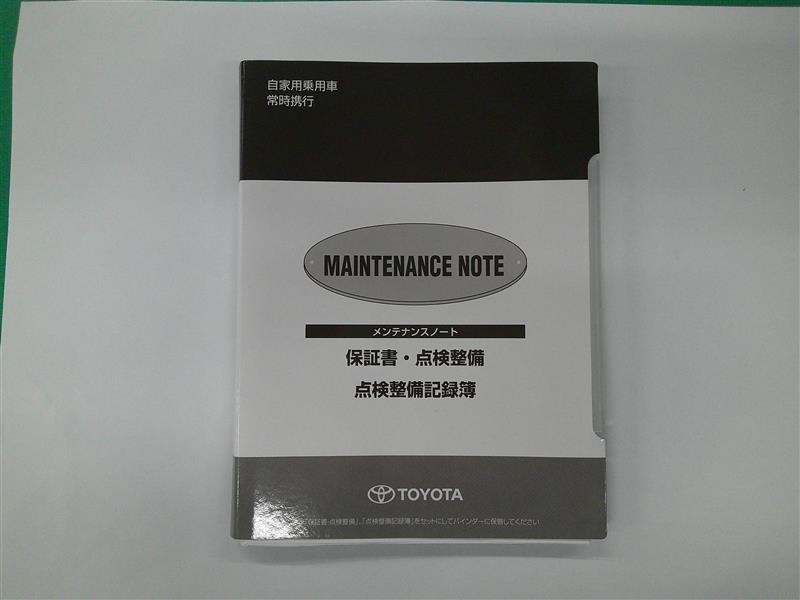 自家用乗用車
常時携行
MAINTENANCE NOTE
メンテナンスノート
保証書・点検整備
点検整備記録簿
TOYOTA
「保証書・点検整備」、「点検整備記録簿」をセットにしてバインダーに保管してください